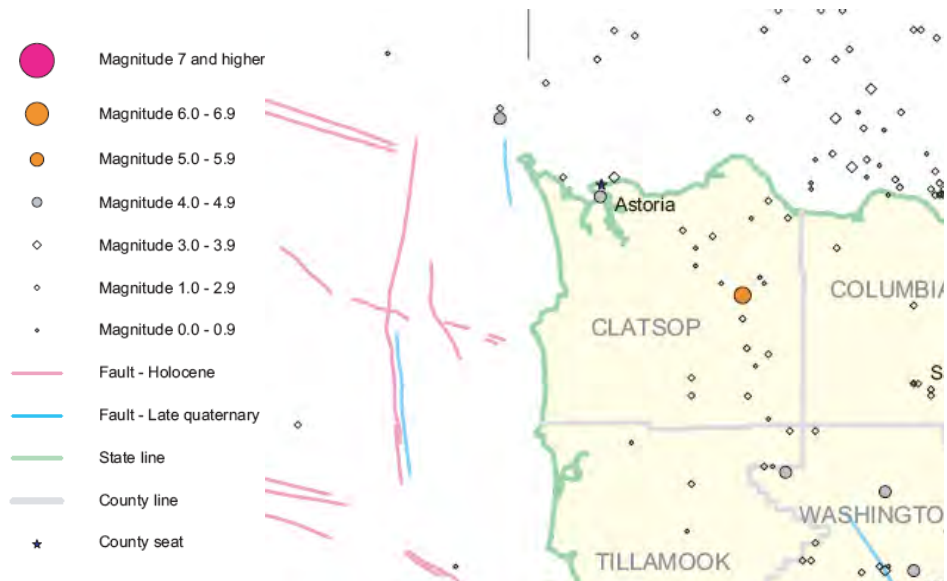 Magnitude 7 and higher
Magnitude 6.0 - 6.9
Magnitude 5.0 - 5.9
Magnitude 4.0 - 4.9
Magnitude 3.0 - 3.9
Magnitude 1.0 - 2.9
Magnitude 0.0 - 0.9
Fault - Holocene
Fault - Late quaternary
State line
County line
County seat
Astoria
COLUMBIA
CLATSOP
S
WASHINGTO
TILLAMOOK